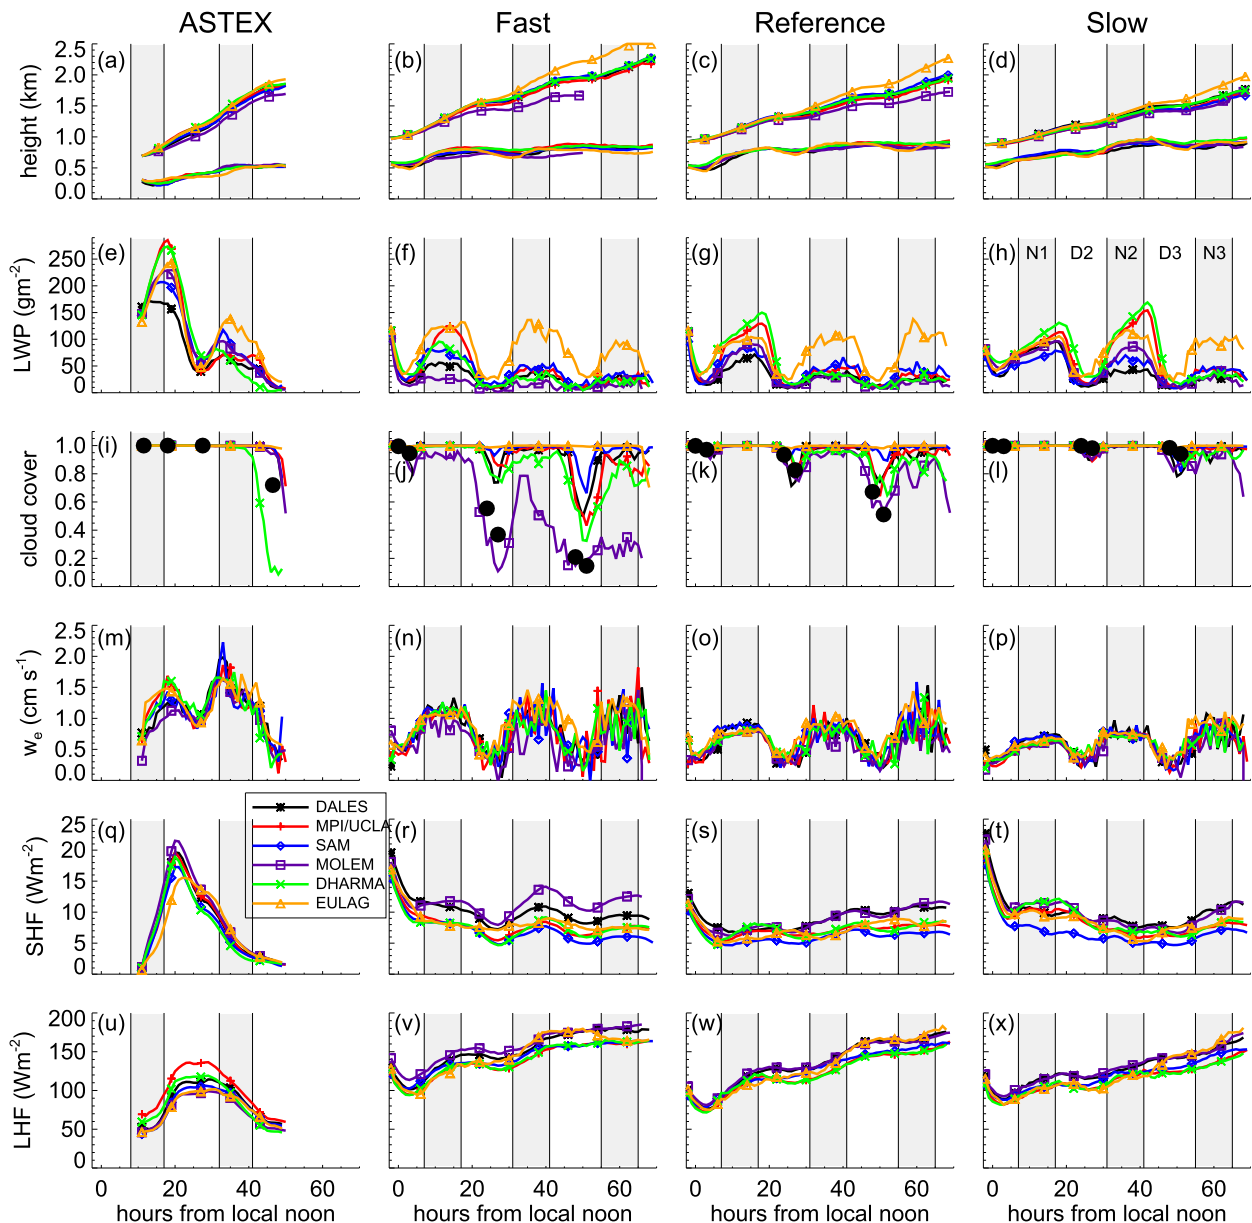 ASTEX Fast Reference Slow
height (km)
2.5
2.0
1.5
1.0
0.5
0.0
(a) (b) (c) (d)
LWP (gm-2)
250
200
150
100
50
0
(e) (f) (g) (h) N1 D2 N2 D3 N3
cloud cover
1.0
0.8
0.6
0.4
0.2
0.0
(i) (j) (k) (l)
we (cm s-1)
2.5
2.0
1.5
1.0
0.5
0.0
(m) (n) (o) (p)
DALES
MPI/UCLA
SAM
MOLEM
DHARMA
EULAG
SHF (Wm-2)
25
20
15
10
5
0
(q) (r) (s) (t)
LHF (Wm-2)
200
150
100
50
0
(u) (v) (w) (x)
0 20 40 60 0 20 40 60 0 20 40 60 0 20 40 60
hours from local noon hours from local noon hours from local noon hours from local noon